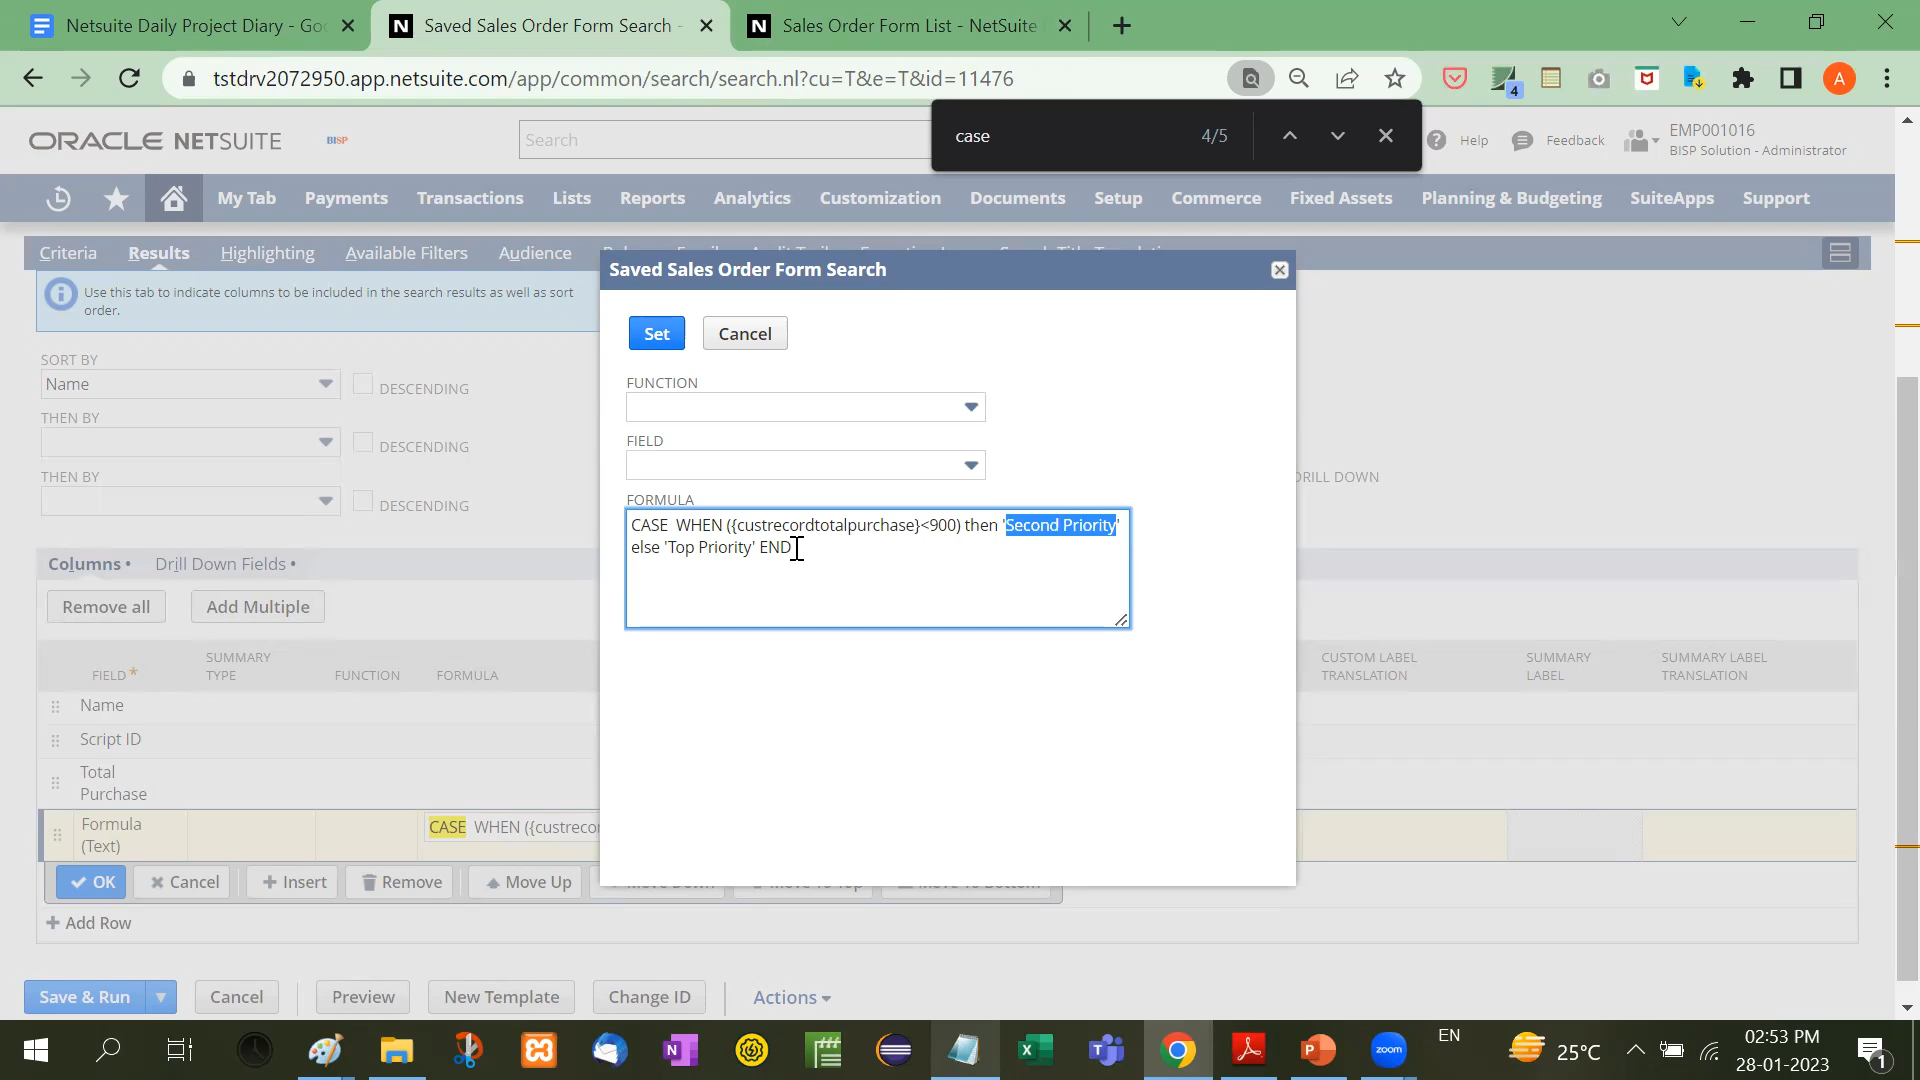 Netsuite Daily Project Diary - Goo
Saved Sales Order Form Search -
Sales Order Form List - NetSuite
tstdrv2072950.app.netsuite.com/app/common/search/search.nl?cu=T&e=T&id=11476
4
A
case 4/5
ORACLE NETSUITE
BISP
Search
Help
Feedback
EMP001016
BISP Solution - Administrator
My Tab Payments Transactions Lists Reports Analytics Customization Documents Setup Commerce Fixed Assets Planning & Budgeting SuiteApps Support
Criteria Results Highlighting Available Filters Audience
Use this tab to indicate columns to be included in the search results as well as sort
order.
SORT BY
Name
DESCENDING
THEN BY
DESCENDING
THEN BY
DESCENDING
DRILL DOWN
Saved Sales Order Form Search
Set Cancel
FUNCTION
FIELD
FORMULA
CASE WHEN ({custrecordtotalpurchase}<900) then 'Second Priority'
else 'Top Priority' END
Columns • Drill Down Fields •
Remove all Add Multiple
FIELD* SUMMARY TYPE FUNCTION FORMULA CUSTOM LABEL TRANSLATION SUMMARY LABEL SUMMARY LABEL TRANSLATION
Name
Script ID
Total
Purchase
Formula
(Text)
CASE WHEN ({custrecor
OK Cancel Insert Remove Move Up
Add Row
Save & Run Cancel Preview New Template Change ID Actions
zoom
EN
25°C
02:53 PM
28-01-2023
1